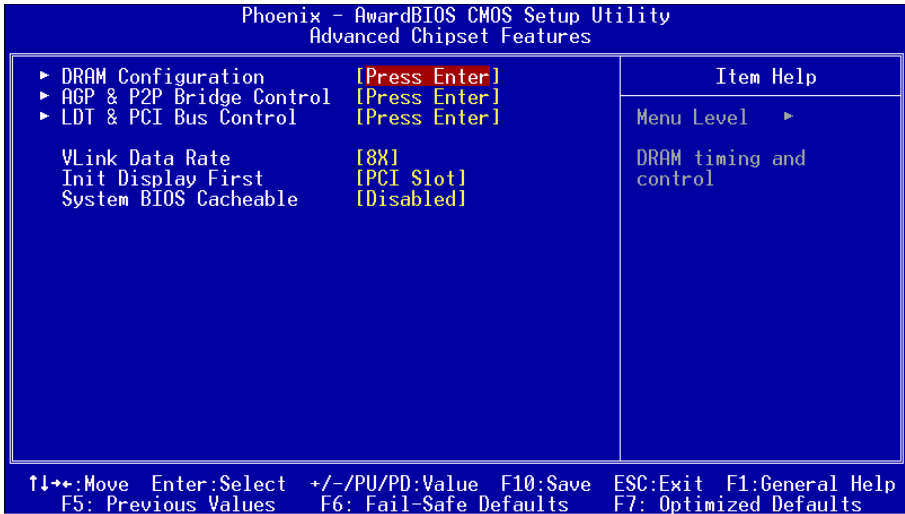 Phoenix - AwardBIOS CMOS Setup Utility
Advanced Chipset Features
► DRAM Configuration [Press Enter]
► AGP & P2P Bridge Control [Press Enter]
► LDT & PCI Bus Control [Press Enter]
VLink Data Rate [8X]
Init Display First [PCI Slot]
System BIOS Cacheable [Disabled]
Item Help
Menu Level ►
DRAM timing and
control
↑↓→←:Move Enter:Select +/-/PU/PD:Value F10:Save ESC:Exit F1:General Help
F5: Previous Values F6: Fail-Safe Defaults F7: Optimized Defaults